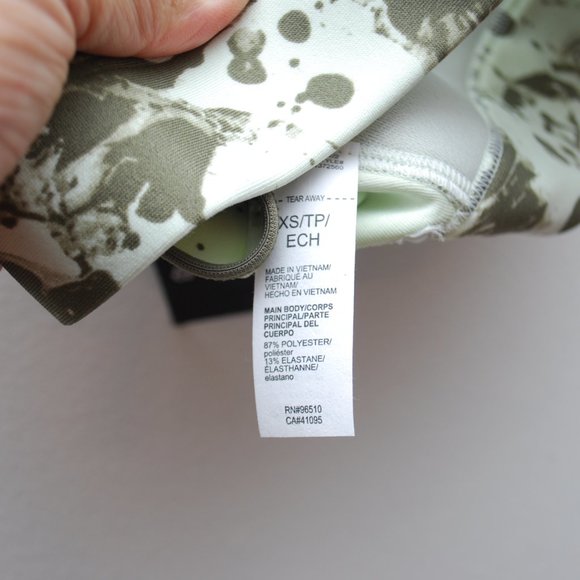 - TEAR AWAY -
XS/TP/
ECH
MADE IN VIETNAM/
FABRIQUÉ AU
VIETNAM/
HECHO EN VIETNAM
MAIN BODY/CORPS
PRINCIPAL/PARTE
PRINCIPAL DEL
CUERPO
87% POLYESTER/
poliéster
13% ELASTANE/
ÉLASTHANNE/
elastano
RN#96510
CA#41095